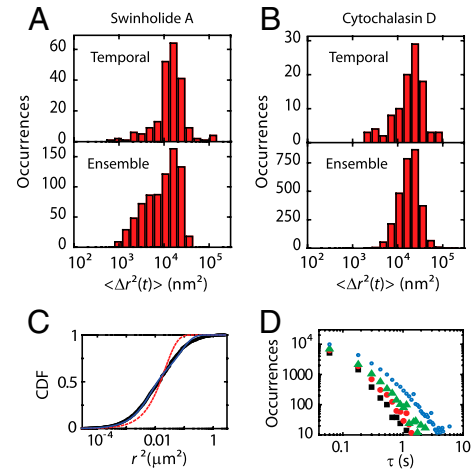 A Swinholide A
B Cytochalasin D
Temporal
60
40
20
0
Occurrences
Ensemble
150
100
50
0
10² 10³ 10⁴ 10⁵
<Δr²(t)> (nm²)
Temporal
30
20
10
0
Occurrences
Ensemble
750
500
250
0
10² 10³ 10⁴ 10⁵
<Δr²(t)> (nm²)
C
1
0.5
0
CDF
10⁻⁴ 0.01 1
r²(μm²)
D
10⁴
1000
100
10
Occurrences
0.1 1 10
τ (s)